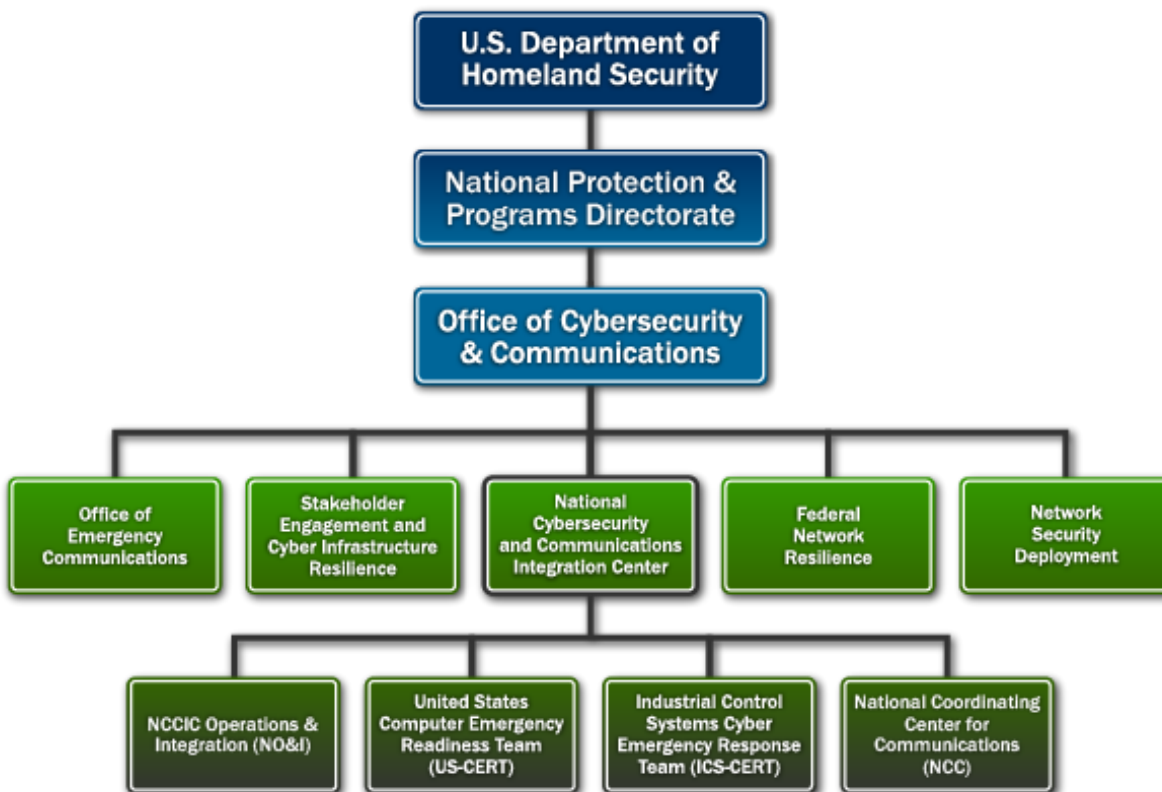 U.S. Department of
Homeland Security
National Protection &
Programs Directorate
Office of Cybersecurity
& Communications
Office of
Emergency
Communications
Stakeholder
Engagement and
Cyber Infrastructure
Resilience
National
Cybersecurity
and Communications
Integration Center
Federal
Network
Resilience
Network
Security
Deployment
NCCIC Operations &
Integration (NO&I)
United States
Computer Emergency
Readiness Team
(US-CERT)
Industrial Control
Systems Cyber
Emergency Response
Team (ICS-CERT)
National Coordinating
Center for
Communications
(NCC)